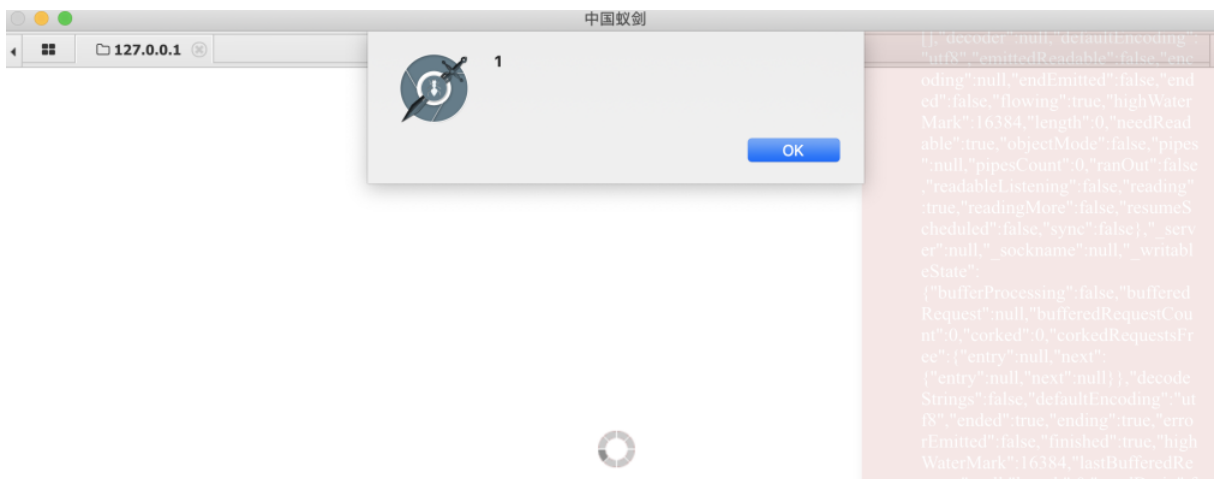 中国蚁剑
127.0.0.1
1
OK
[],"decoder":null,"defaultEncoding":
"utf8","emittedReadable":false,"enc
oding":null,"endEmitted":false,"end
ed":false,"flowing":true,"highWater
Mark":16384,"length":0,"needRead
able":true,"objectMode":false,"pipes
":null,"pipesCount":0,"ranOut":false
,"readableListening":false,"reading"
:true,"readingMore":false,"resumeS
cheduled":false,"sync":false},"_serv
er":null,"_sockname":null,"_writabl
eState":
{"bufferProcessing":false,"buffered
Request":null,"bufferedRequestCou
nt":0,"corked":0,"corkedRequestsFr
ee":{"entry":null,"next":
{"entry":null,"next":null}},"decode
Strings":false,"defaultEncoding":"ut
f8","ended":true,"ending":true,"erro
rEmitted":false,"finished":true,"high
WaterMark":16384,"lastBufferedRe